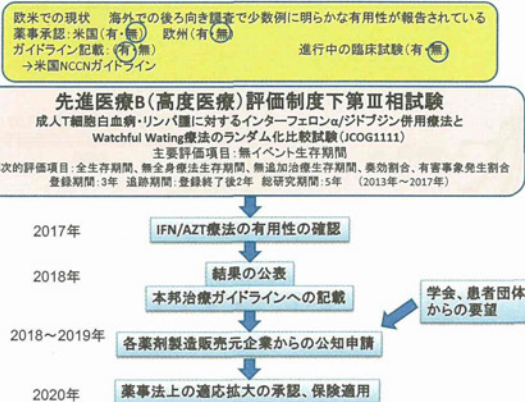 欧米での現状　海外での後ろ向き調査で少数例に明らかな有用性が報告されている
薬事承認:米国(有・無)　欧州(有・無)
ガイドライン記載:(有・無)　進行中の臨床試験(有・無)
→米国NCCNガイドライン
先進医療B(高度医療)評価制度下第Ⅲ相試験
成人T細胞白血病・リンパ腫に対するインターフェロンα/ジドブジン併用療法と
Watchful Wating療法のランダム化比較試験(JCOG1111)
主要評価項目:無イベント生存期間
次的評価項目:全生存期間、無全身療法生存期間、無追加治療生存期間、奏効割合、有害事象発生割合
登録期間:3年　追跡期間:登録終了後2年　総研究期間:5年　(2013年～2017年)
2017年
IFN/AZT療法の有用性の確認
2018年
結果の公表
本邦治療ガイドラインへの記載
学会、患者団体
からの要望
2018～2019年
各薬剤製造販売元企業からの公知申請
2020年
薬事法上の適応拡大の承認、保険適用